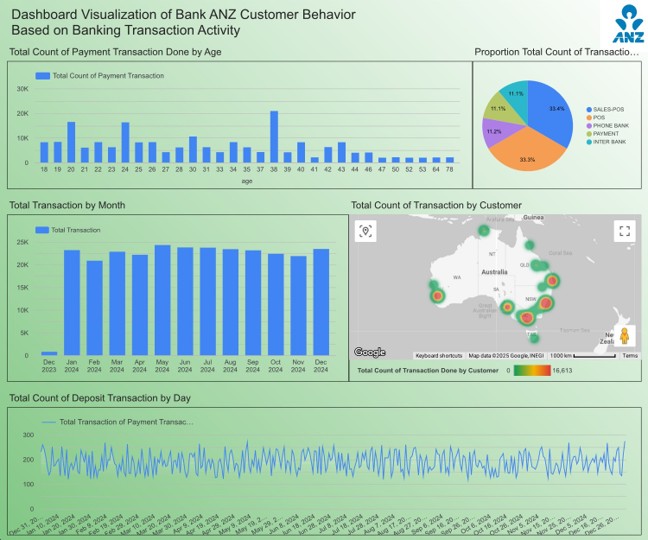 Dashboard Visualization of Bank ANZ Customer Behavior
Based on Banking Transaction Activity
ANZ
Total Count of Payment Transaction Done by Age
Proportion Total Count of Transactio…
Total Count of Payment Transaction
30K
20K
10K
0
18 19 20 21 22 23 24 25 26 27 28 30 31 33 34 35 37 38 39 40 41 42 43 44 46 47 50 52 53 64 78
age
33.4%
33.3%
11.2%
11.1%
11.1%
SALES-POS
POS
PHONE BANK
PAYMENT
INTER BANK
Total Transaction by Month
Total Count of Transaction by Customer
Total Transaction
25K
20K
15K
10K
5K
0
Dec Jan Feb Mar Apr May Jun Jul Aug Sep Oct Nov Dec
2023 2024 2024 2024 2024 2024 2024 2024 2024 2024 2024 2024 2024
Guinea
NT
QLD
WA
Australia
SA
NSW
Great
Australian
Bight
Coral Sea
Tasman Sea
Ne
Zeal
Google
Keyboard shortcuts
Map data ©2025 Google, INEGI
1000 km
Terms
Total Count of Transaction Done by Customer
0
16,613
Total Count of Deposit Transaction by Day
Total Transaction of Payment Transac…
300
200
100
0
Dec 31, 20…
Jan 10, 2024
Jan 20, 2024
Jan 30, 2024
Feb 9, 2024
Feb 19, 2024
Feb 29, 2024
Mar 10, 2024
Mar 20, 2024
Mar 30, 2024
Apr 9, 2024
Apr 19, 2024
Apr 29, 2024
May 9, 2024
May 19, 2…
May 29, 2…
Jun 8, 2024
Jun 18, 2024
Jun 28, 2024
Jul 8, 2024
Jul 18, 2024
Jul 28, 2024
Aug 7, 2024
Aug 17, 20…
Aug 27, 20…
Sep 6, 2024
Sep 16, 20…
Sep 26, 20…
Oct 6, 2024
Oct 16, 2024
Oct 26, 2024
Nov 5, 2024
Nov 15, 20…
Nov 25, 20…
Dec 5, 2024
Dec 15, 20…
Dec 25, 20…